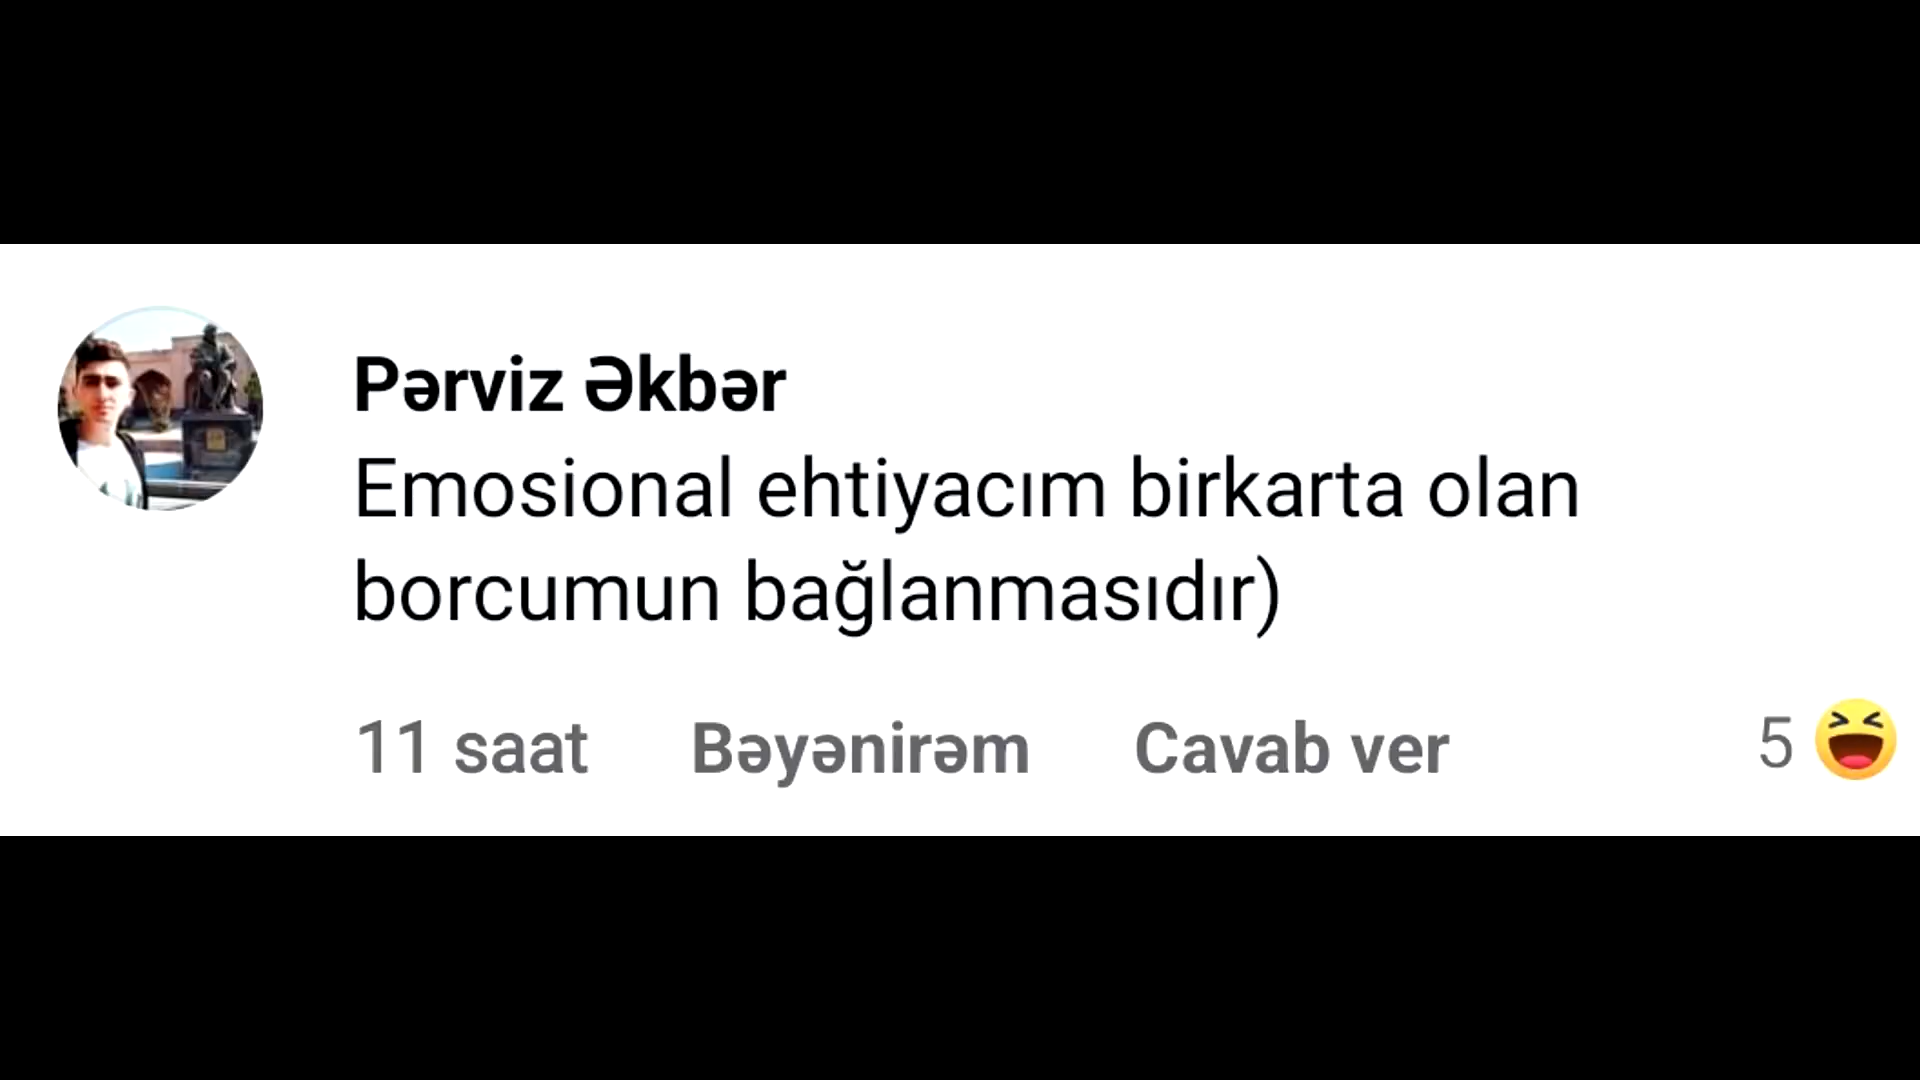 Pərviz Əkbər
Emosional ehtiyacım birkarta olan
borcumun bağlanmasıdır)
11 saat Bəyənirəm Cavab ver 5